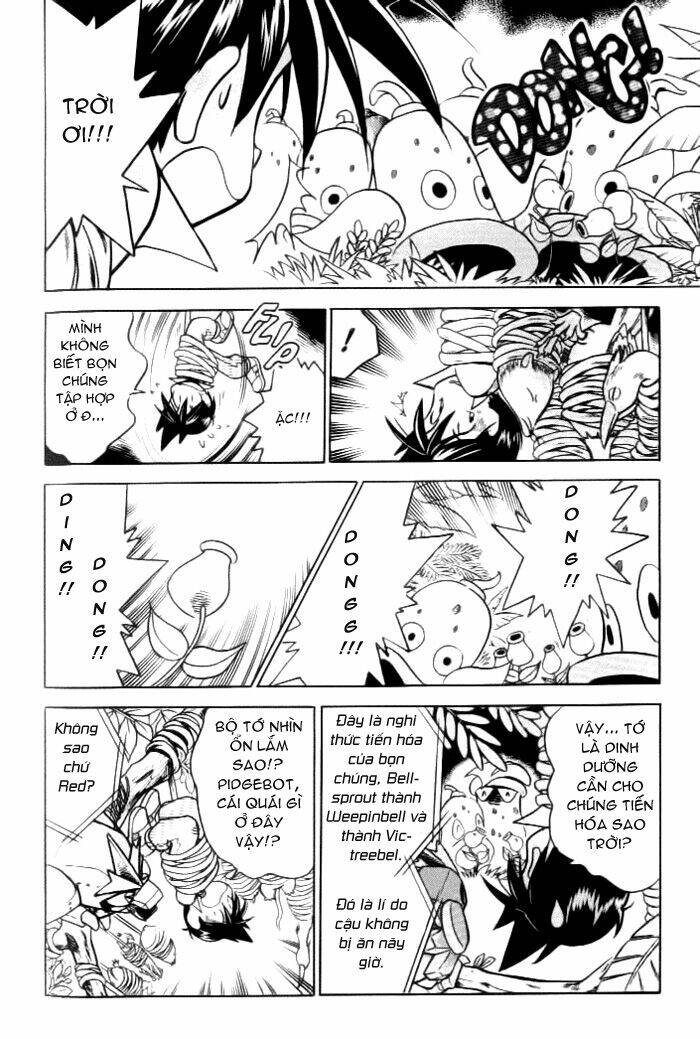 TRỜI
ƠI!!!
DONG!
MÌNH
KHÔNG
BIẾT BỌN
CHÚNG
TẬP HỢP
Ở Đ...
FZIP
ẶC!!!
!
DING!!
DONG!!
DONGG!!!
DONG!!
Không
sao
chứ
Red?
BỘ TỚ NHÌN
ỔN LẮM
SAO!?
PIDGEBOT,
CÁI QUÁI GÌ
Ở ĐÂY
VẬY!?
Đây là nghi
thức tiến hóa
của bọn
chúng, Bell-
sprout thành
Weepinbell và
thành Vic-
treebel.
Đó là lí do
cậu không
bị ăn này
giờ.
VẬY... TỚ
LÀ DINH
DƯỠNG
CẦN CHO
CHÚNG TIẾN
HÓA SAO
TRỜI?